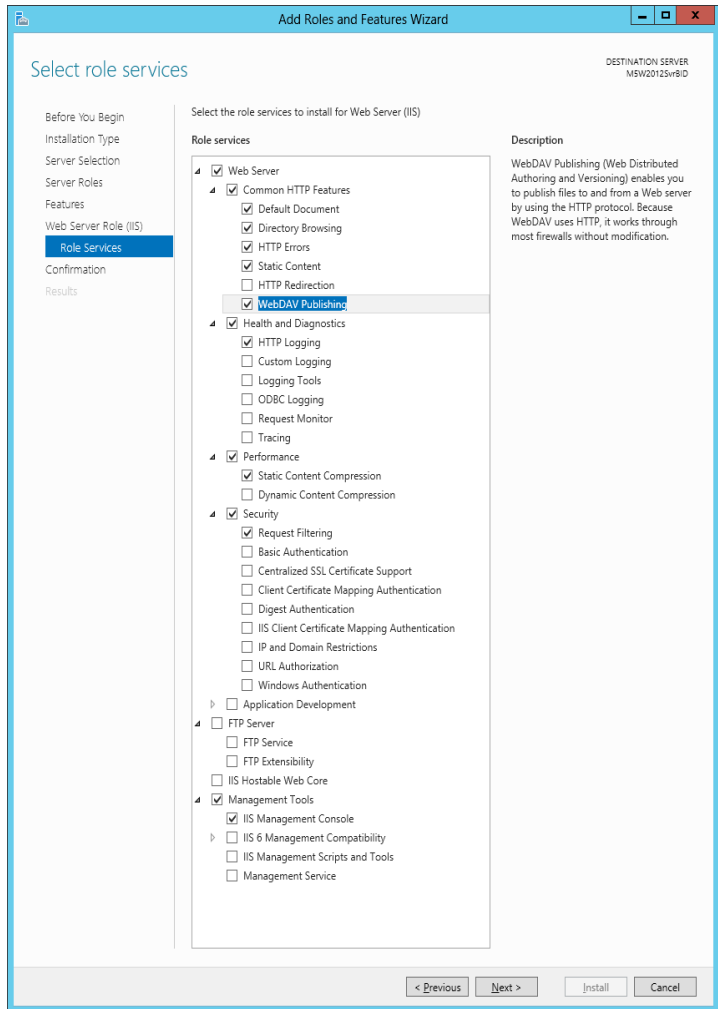 Add Roles and Features Wizard
Select role services
DESTINATION SERVER
M5W2012SvrBID
Before You Begin
Installation Type
Server Selection
Server Roles
Features
Web Server Role (IIS)
Role Services
Confirmation
Results
Select the role services to install for Web Server (IIS)
Role services
Web Server
Common HTTP Features
Default Document
Directory Browsing
HTTP Errors
Static Content
HTTP Redirection
WebDAV Publishing
Health and Diagnostics
HTTP Logging
Custom Logging
Logging Tools
ODBC Logging
Request Monitor
Tracing
Performance
Static Content Compression
Dynamic Content Compression
Security
Request Filtering
Basic Authentication
Centralized SSL Certificate Support
Client Certificate Mapping Authentication
Digest Authentication
IIS Client Certificate Mapping Authentication
IP and Domain Restrictions
URL Authorization
Windows Authentication
Application Development
FTP Server
FTP Service
FTP Extensibility
IIS Hostable Web Core
Management Tools
IIS Management Console
IIS 6 Management Compatibility
IIS Management Scripts and Tools
Management Service
Description
WebDAV Publishing (Web Distributed
Authoring and Versioning) enables you
to publish files to and from a Web server
by using the HTTP protocol. Because
WebDAV uses HTTP, it works through
most firewalls without modification.
< Previous
Next >
Install
Cancel